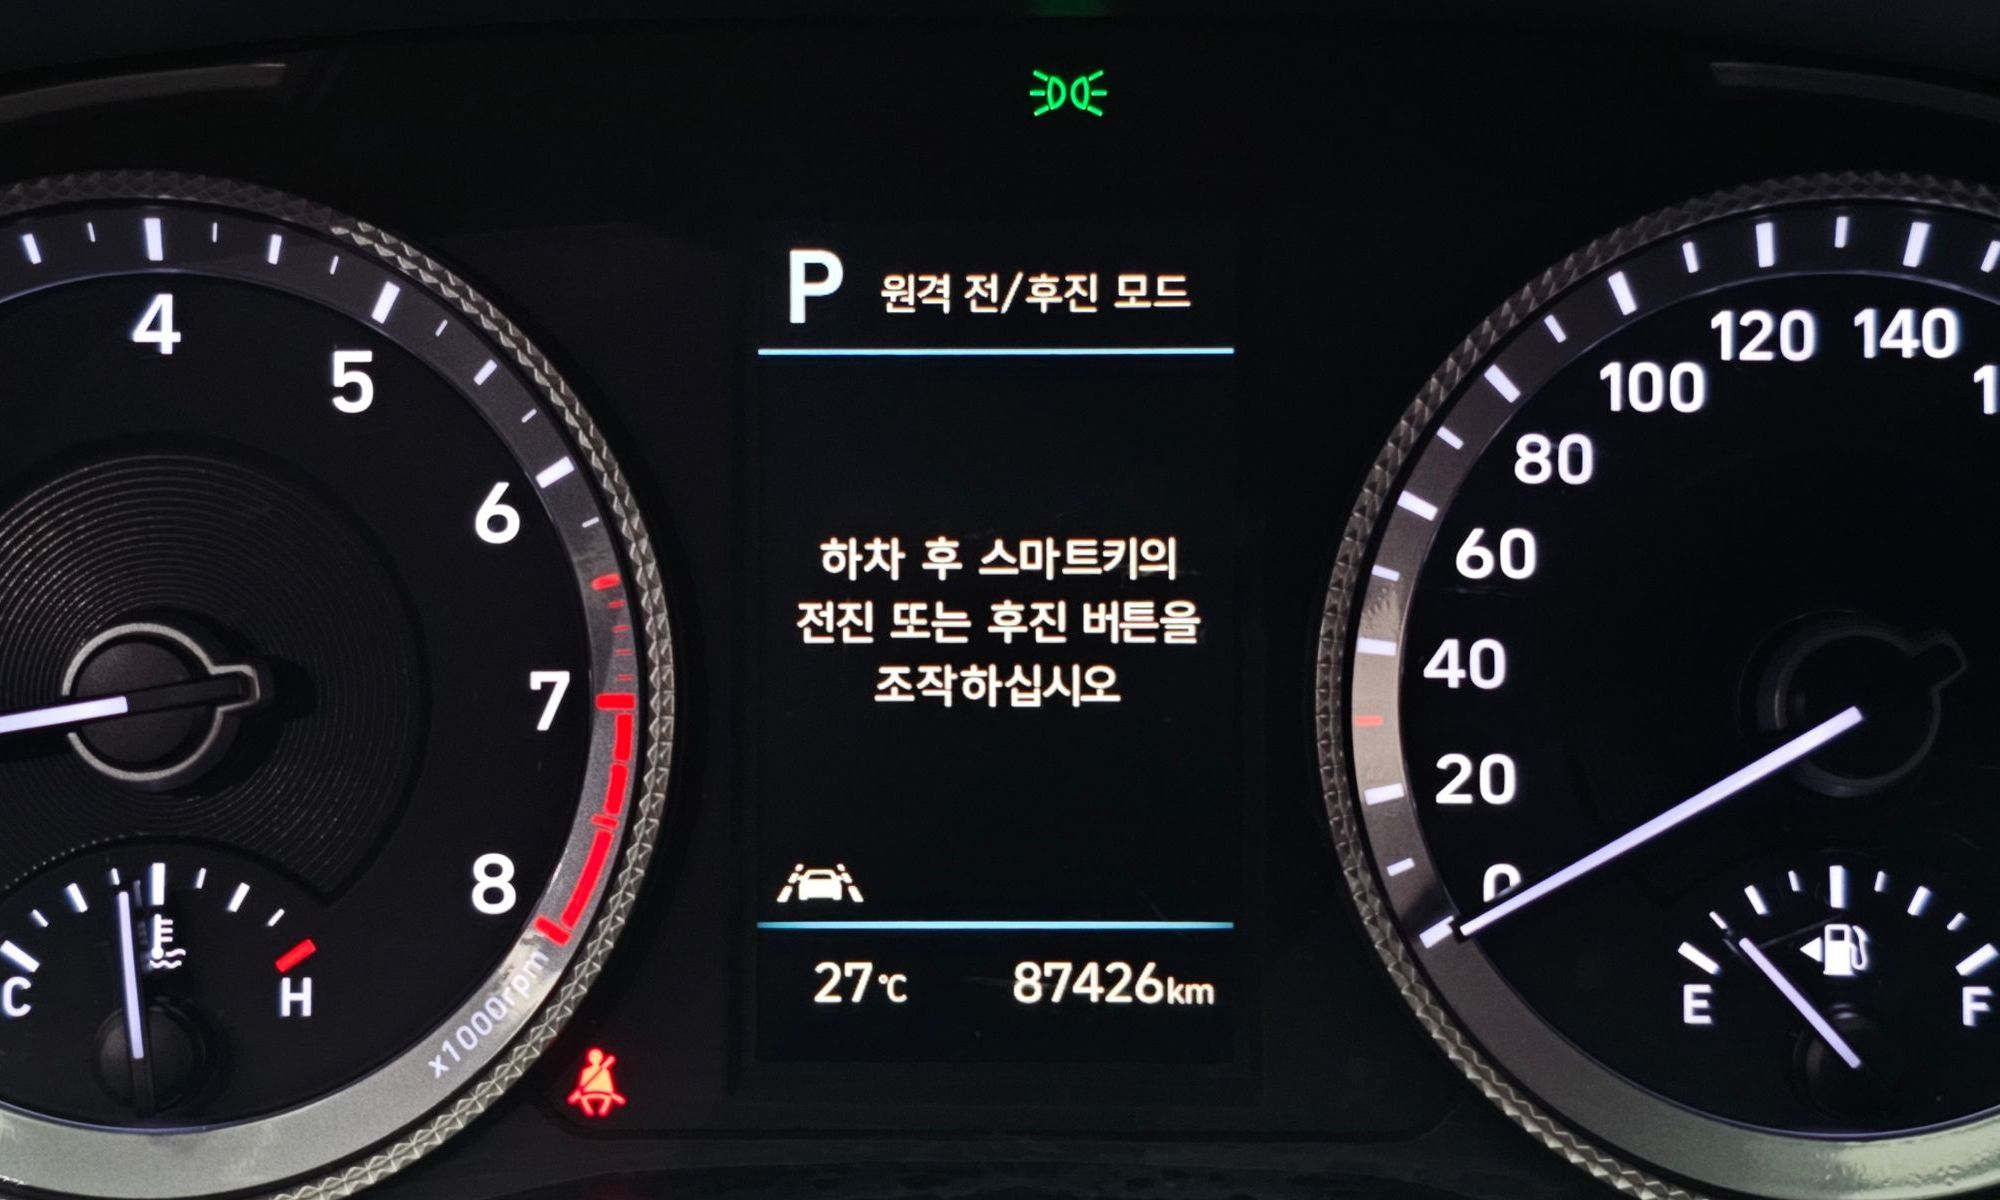 P 원격 전/후진 모드
하차 후 스마트키의
전진 또는 후진 버튼을
조작하십시오
27℃ 87426km
4
5
6
7
8
x1000rpm
C H
0
20
40
60
80
100
120
140
E F